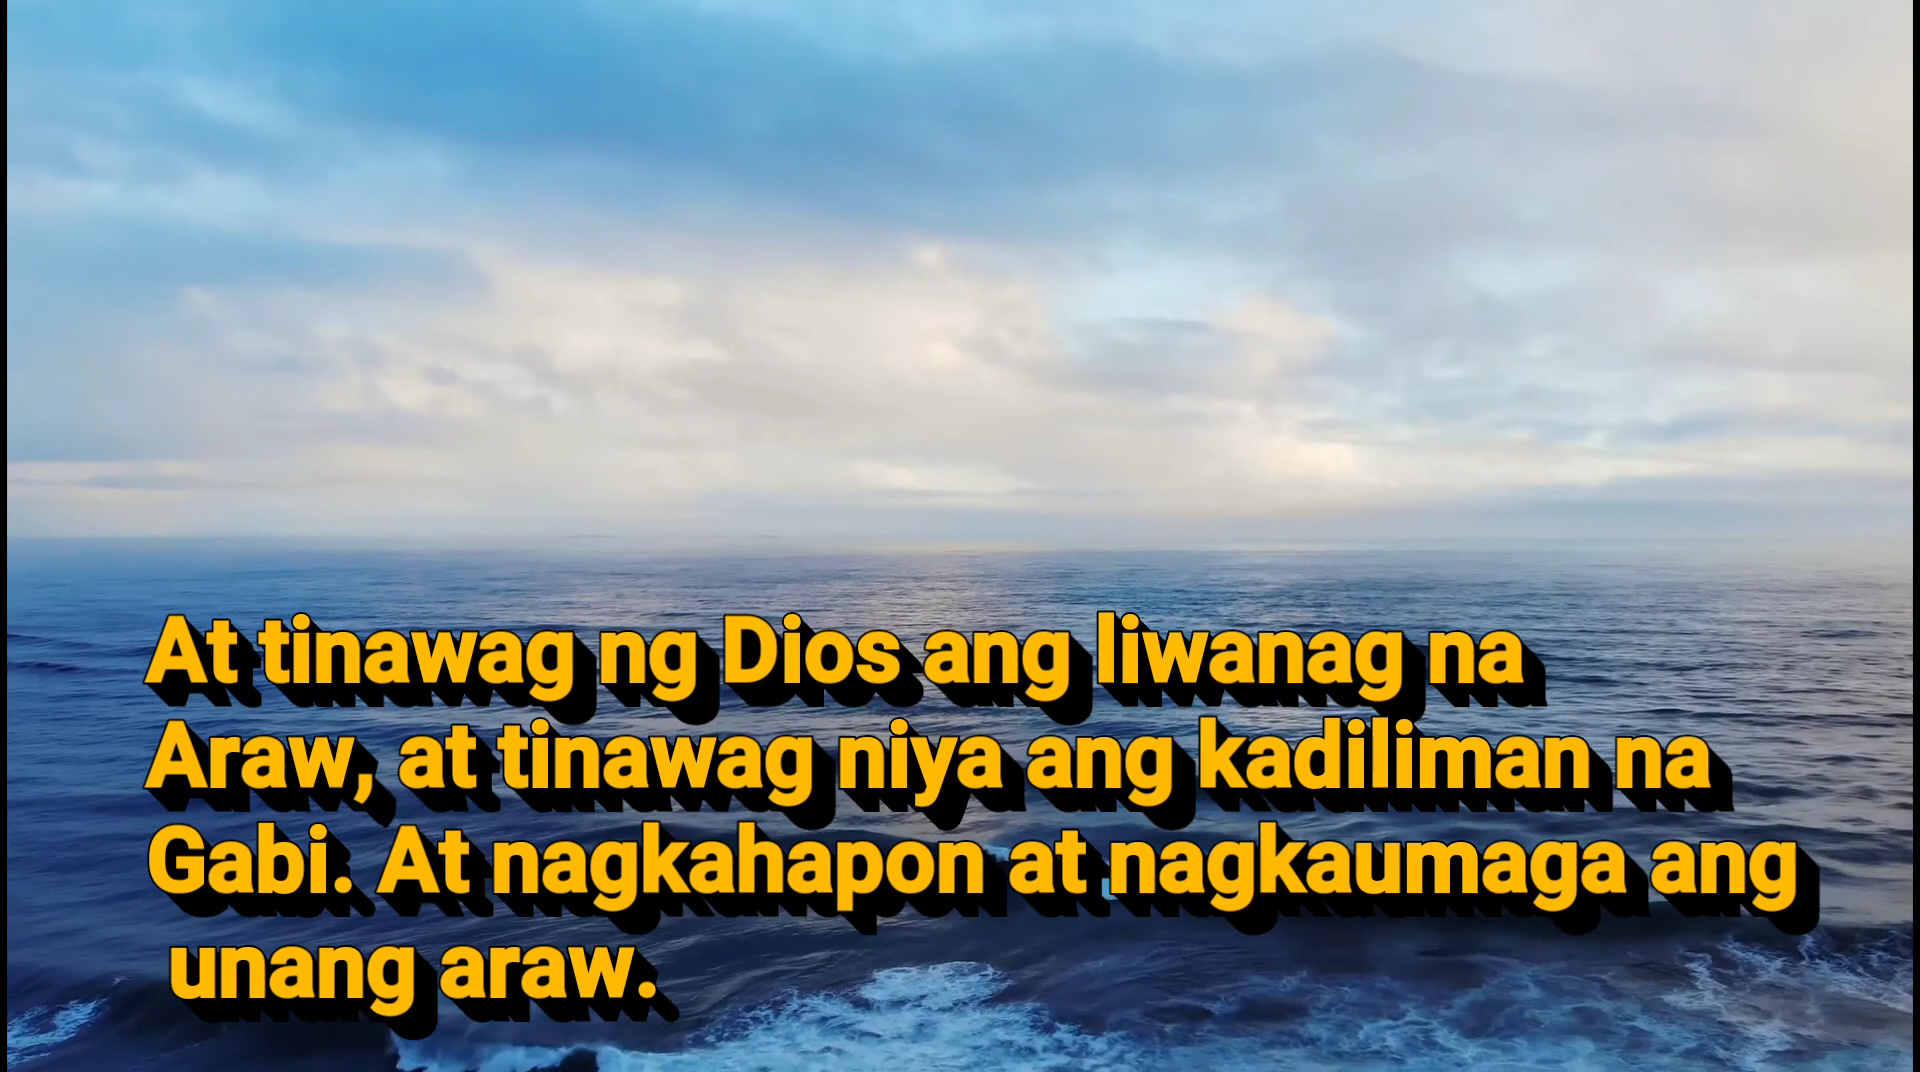 At tinawag ng Dios ang liwanag na
Araw, at tinawag niya ang kadiliman na
Gabi. At nagkahapon at nagkaumaga ang
unang araw.